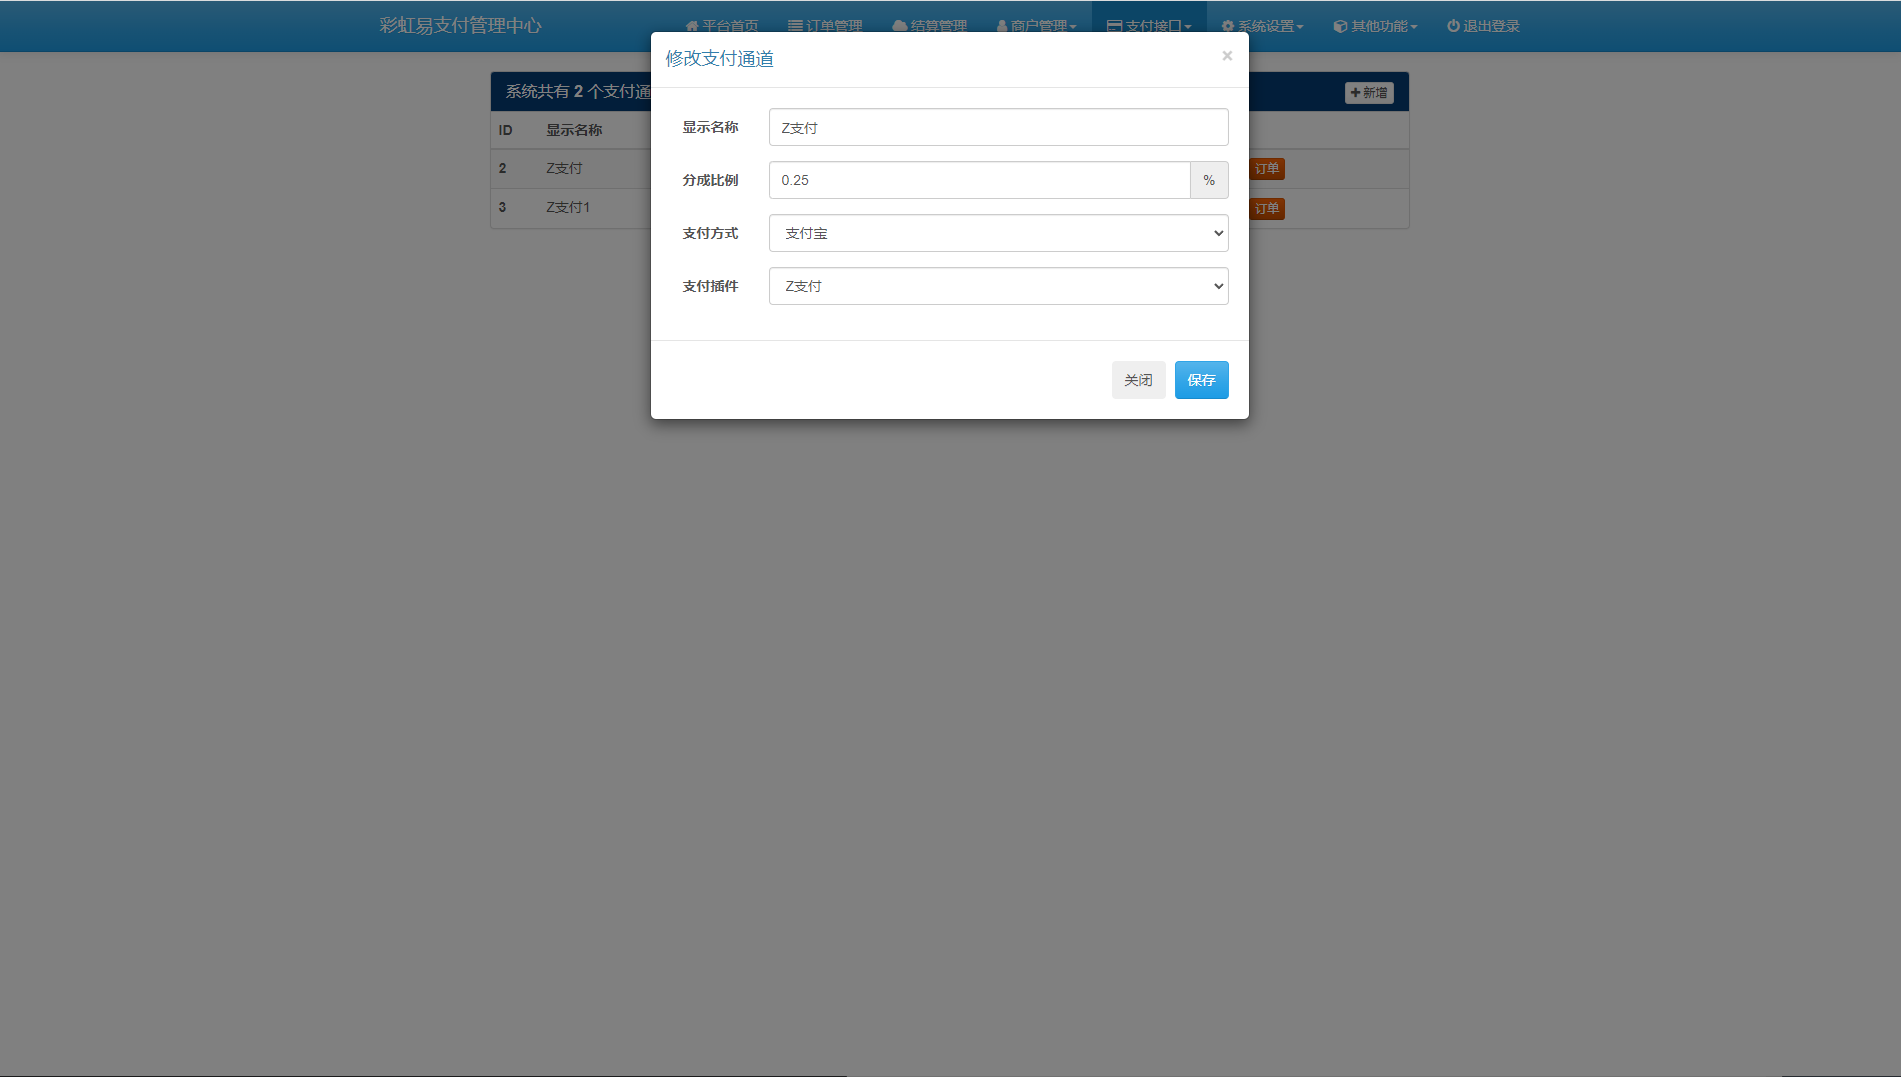 彩虹易支付管理中心 平台首页 订单管理 结算管理 商户管理 支付接口 系统设置 其他功能 退出登录
修改支付通道 ×
系统共有 2 个支付通 新增
显示名称 Z支付
ID 显示名称
2 Z支付 订单
分成比例 0.25 %
3 Z支付1 订单
支付方式 支付宝
支付插件 Z支付
关闭 保存